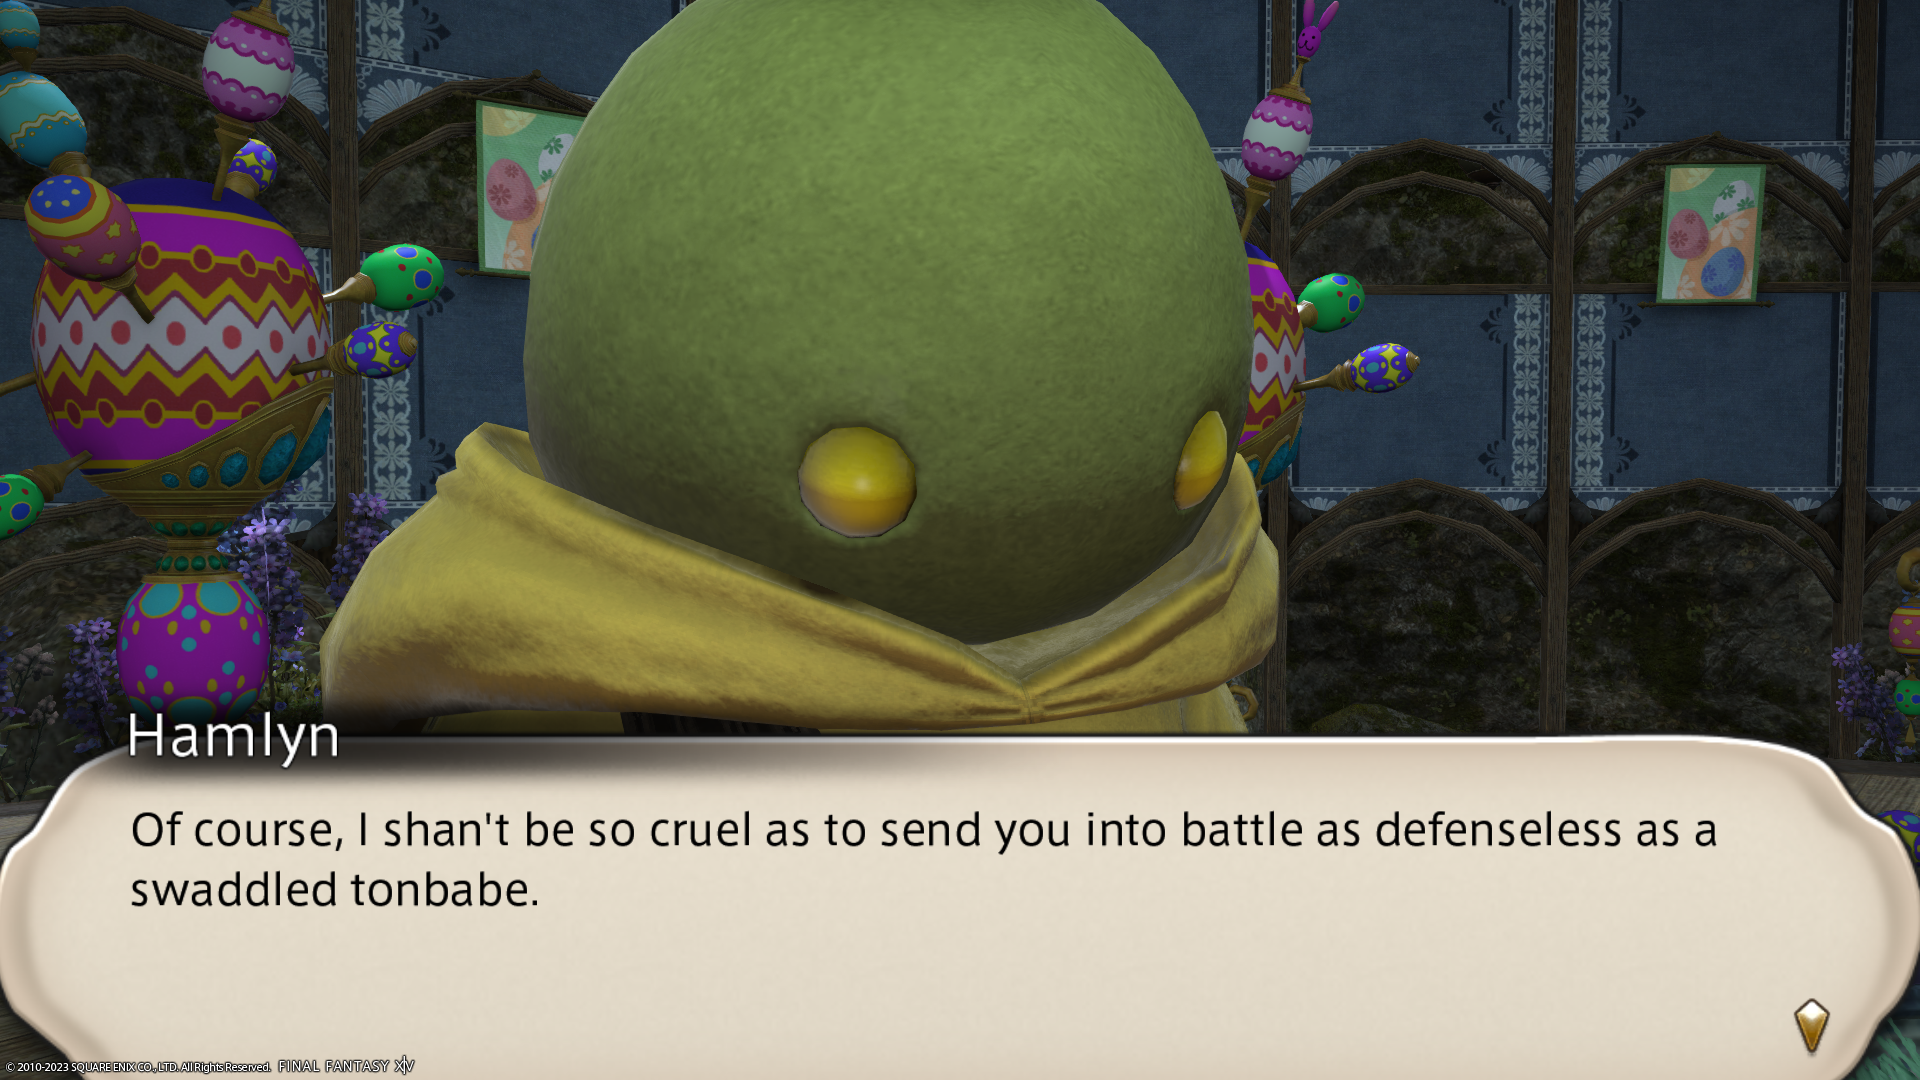 Hamlyn
Of course, I shan't be so cruel as to send you into battle as defenseless as a
swaddled tonbabe.
© 2010-2023 SQUARE ENIX CO., LTD. All Rights Reserved. FINAL FANTASY XIV